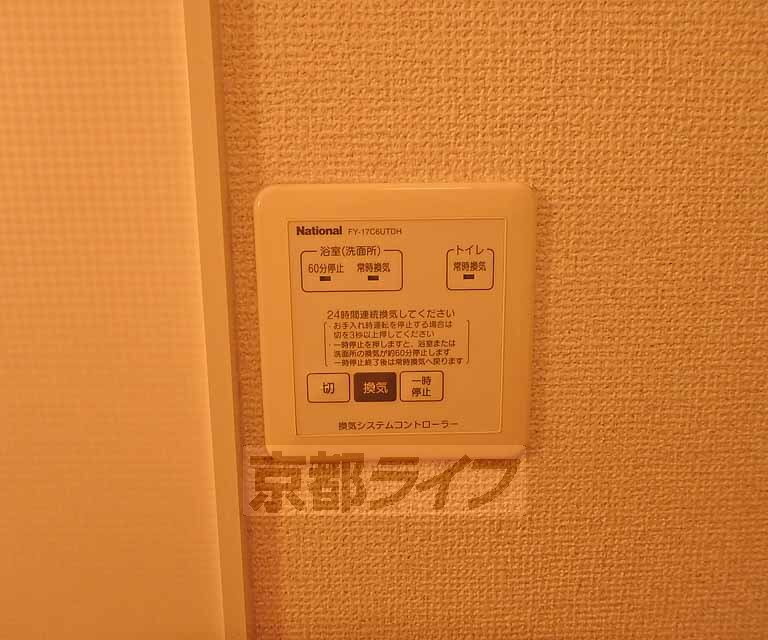 National FY-17C6UTDH
浴室(洗面所)
トイレ
60分停止 常時換気
常時換気
24時間連続換気してください
お手入れ時運転を停止する場合は
切を3秒以上押してください
一時停止を押しますと、浴室または
洗面所の換気が約60分停止します
一時停止終了後は常時換気へ戻ります
切 換気 一時停止
換気システムコントローラー
京都ライフ